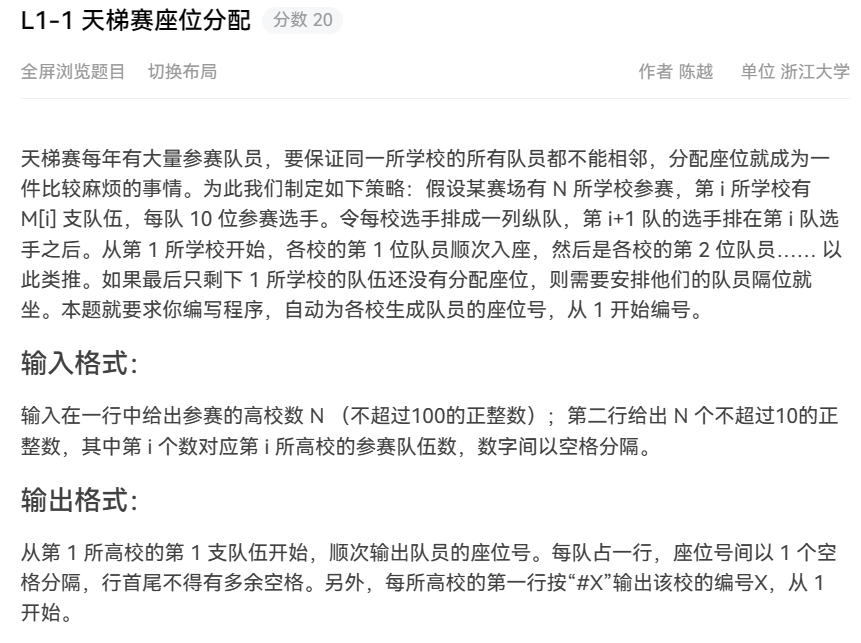 L1-1 天梯赛座位分配 分数 20
全屏浏览题目 切换布局 作者 陈越 单位 浙江大学
天梯赛每年有大量参赛队员，要保证同一所学校的所有队员都不能相邻，分配座位就成为一
件比较麻烦的事情。为此我们制定如下策略：假设某赛场有 N 所学校参赛，第 i 所学校有
M[i] 支队伍，每队 10 位参赛选手。令每校选手排成一列纵队，第 i+1 队的选手排在第 i 队选
手之后。从第 1 所学校开始，各校的第 1 位队员顺次入座，然后是各校的第 2 位队员…… 以
此类推。如果最后只剩下 1 所学校的队伍还没有分配座位，则需要安排他们的队员隔位就
坐。本题就要求你编写程序，自动为各校生成队员的座位号，从 1 开始编号。
输入格式：
输入在一行中给出参赛的高校数 N （不超过100的正整数）；第二行给出 N 个不超过10的正
整数，其中第 i 个数对应第 i 所高校的参赛队伍数，数字间以空格分隔。
输出格式：
从第 1 所高校的第 1 支队伍开始，顺次输出队员的座位号。每队占一行，座位号间以 1 个空
格分隔，行首尾不得有多余空格。另外，每所高校的第一行按“#X”输出该校的编号X，从 1
开始。